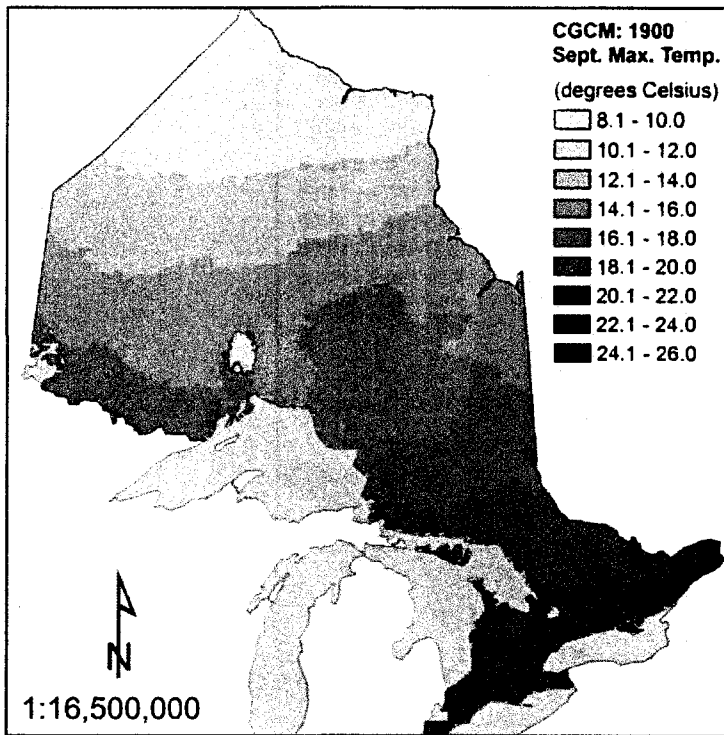 CGCM: 1900
Sept. Max. Temp.
(degrees Celsius)
8.1 - 10.0
10.1 - 12.0
12.1 - 14.0
14.1 - 16.0
16.1 - 18.0
18.1 - 20.0
20.1 - 22.0
22.1 - 24.0
24.1 - 26.0
N
1:16,500,000